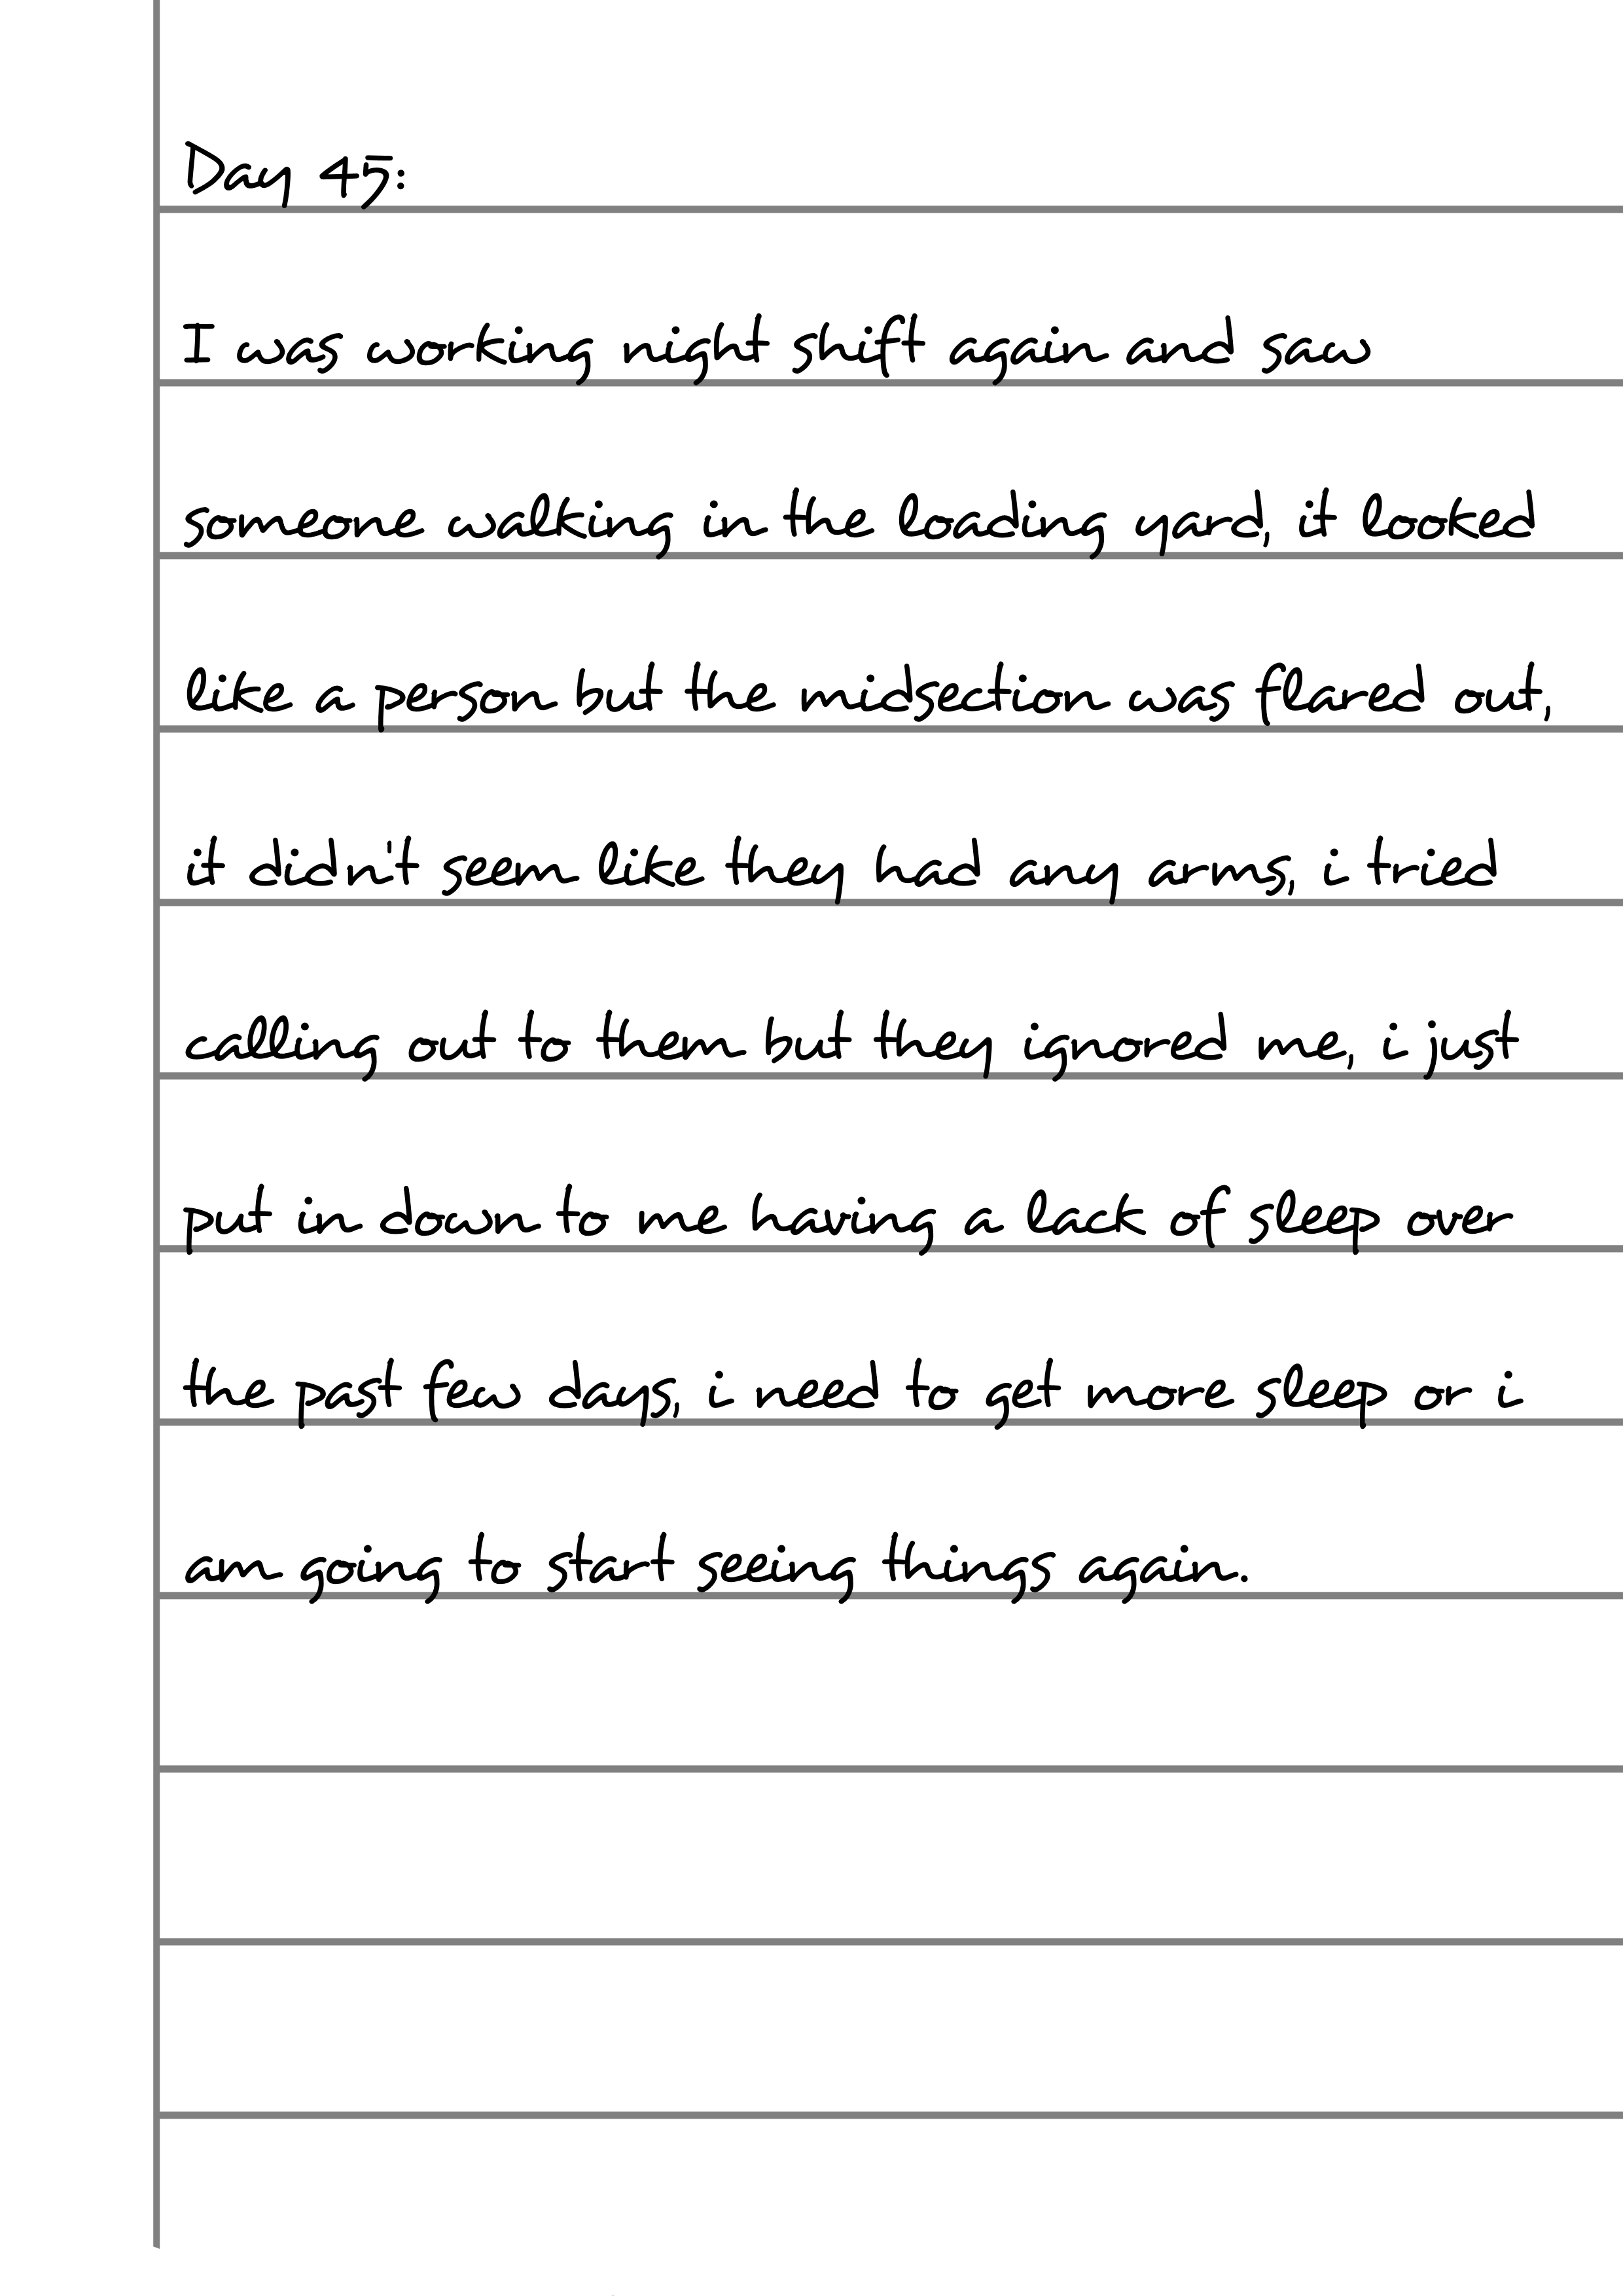 Day 45:
I was working night shift again and saw
someone walking in the loading yard, it looked
like a person but the midsection was flared out,
it didn't seem like they had any arms, i tried
calling out to them but they ignored me, i just
put in down to me having a lack of sleep over
the past few days, i need to get more sleep or i
am going to start seeing things again.